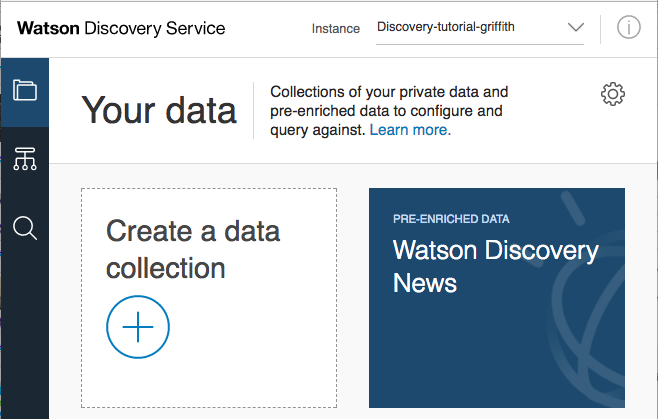 Watson Discovery Service
Instance
Discovery-tutorial-griffith
Your data
Collections of your private data and
pre-enriched data to configure and
query against. Learn more.
Create a data
collection
PRE-ENRICHED DATA
Watson Discovery
News